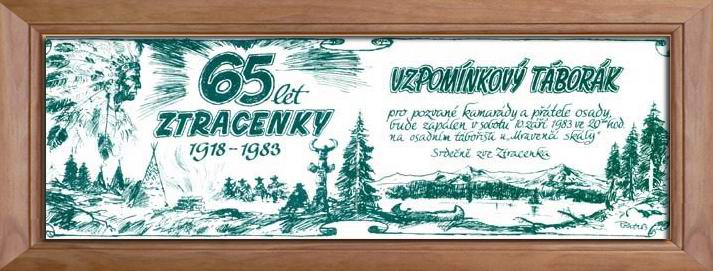 65 let
ZTRACENKY
1918-1983
VZPOMÍNKOVÝ TÁBORÁK
pro pozvané kamarády a přátele osady,
bude zapálen v sobotu 10. září 1983 ve 20°° hod.
na osadním tábořišti u „Mravenčí skály"
Srdečně zve Ztracenka